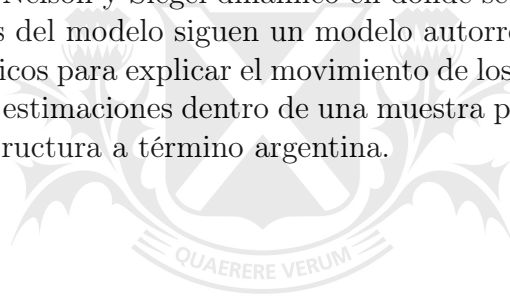 Nelson y Siegel dinámico en donde se
s del modelo siguen un modelo autorre
icos para explicar el movimiento de los
estimaciones dentro de una muestra p
ructura a término argentina.
QUAERERE VERUM